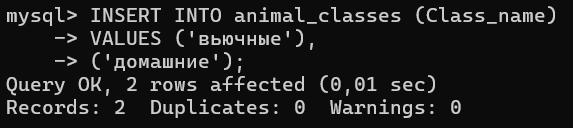 mysql> INSERT INTO animal_classes (Class_name)
    -> VALUES ('вьючные'),
    -> ('домашние');
Query OK, 2 rows affected (0,01 sec)
Records: 2  Duplicates: 0  Warnings: 0